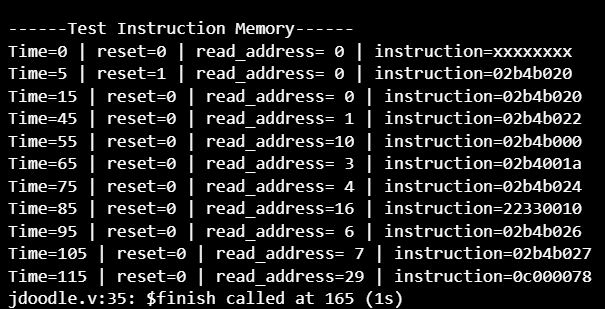 ------Test Instruction Memory------
Time=0 | reset=0 | read_address= 0 | instruction=xxxxxxxx
Time=5 | reset=1 | read_address= 0 | instruction=02b4b020
Time=15 | reset=0 | read_address= 0 | instruction=02b4b020
Time=45 | reset=0 | read_address= 1 | instruction=02b4b022
Time=55 | reset=0 | read_address=10 | instruction=02b4b000
Time=65 | reset=0 | read_address= 3 | instruction=02b4001a
Time=75 | reset=0 | read_address= 4 | instruction=02b4b024
Time=85 | reset=0 | read_address=16 | instruction=22330010
Time=95 | reset=0 | read_address= 6 | instruction=02b4b026
Time=105 | reset=0 | read_address= 7 | instruction=02b4b027
Time=115 | reset=0 | read_address=29 | instruction=0c000078
jdoodle.v:35: $finish called at 165 (1s)